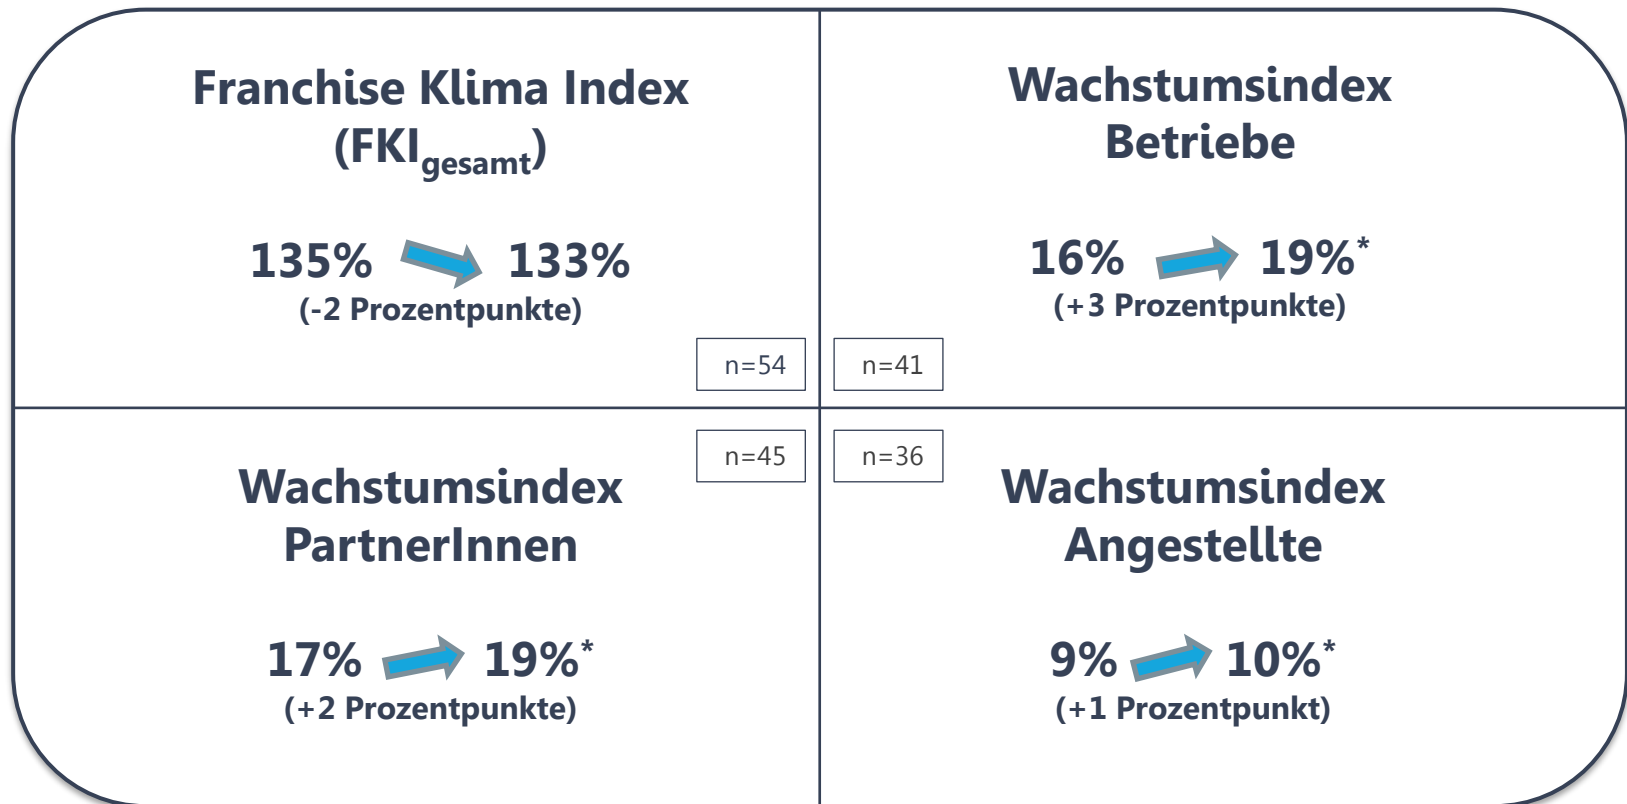 Franchise Klima Index
(FKIgesamt)
135% 133%
(-2 Prozentpunkte)
n=54
Wachstumsindex
Betriebe
16% 19%*
(+3 Prozentpunkte)
n=41
n=45
Wachstumsindex
PartnerInnen
17% 19%*
(+2 Prozentpunkte)
n=36
Wachstumsindex
Angestellte
9% 10%*
(+1 Prozentpunkt)